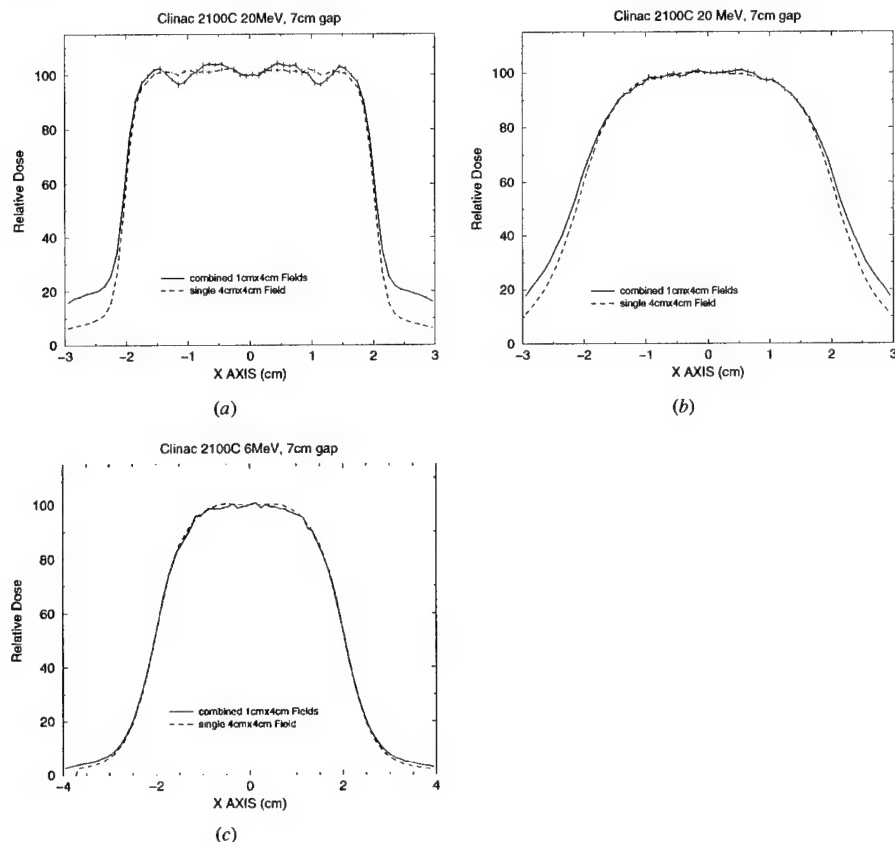 Clinac 2100C 20MeV, 7cm gap
Relative Dose
100
80
60
40
20
0
combined 1cmx4cm Fields
single 4cmx4cm Field
−3 −2 −1 0 1 2 3
X AXIS (cm)
(a)
Clinac 2100C 20 MeV, 7cm gap
Relative Dose
100
80
60
40
20
0
combined 1cmx4cm Fields
single 4cmx4cm Field
−3 −2 −1 0 1 2 3
X AXIS (cm)
(b)
Clinac 2100C 6MeV, 7cm gap
Relative Dose
100
80
60
40
20
0
combined 1cmx4cm Fields
single 4cmx4cm Field
−4 −2 0 2 4
X AXIS (cm)
(c)